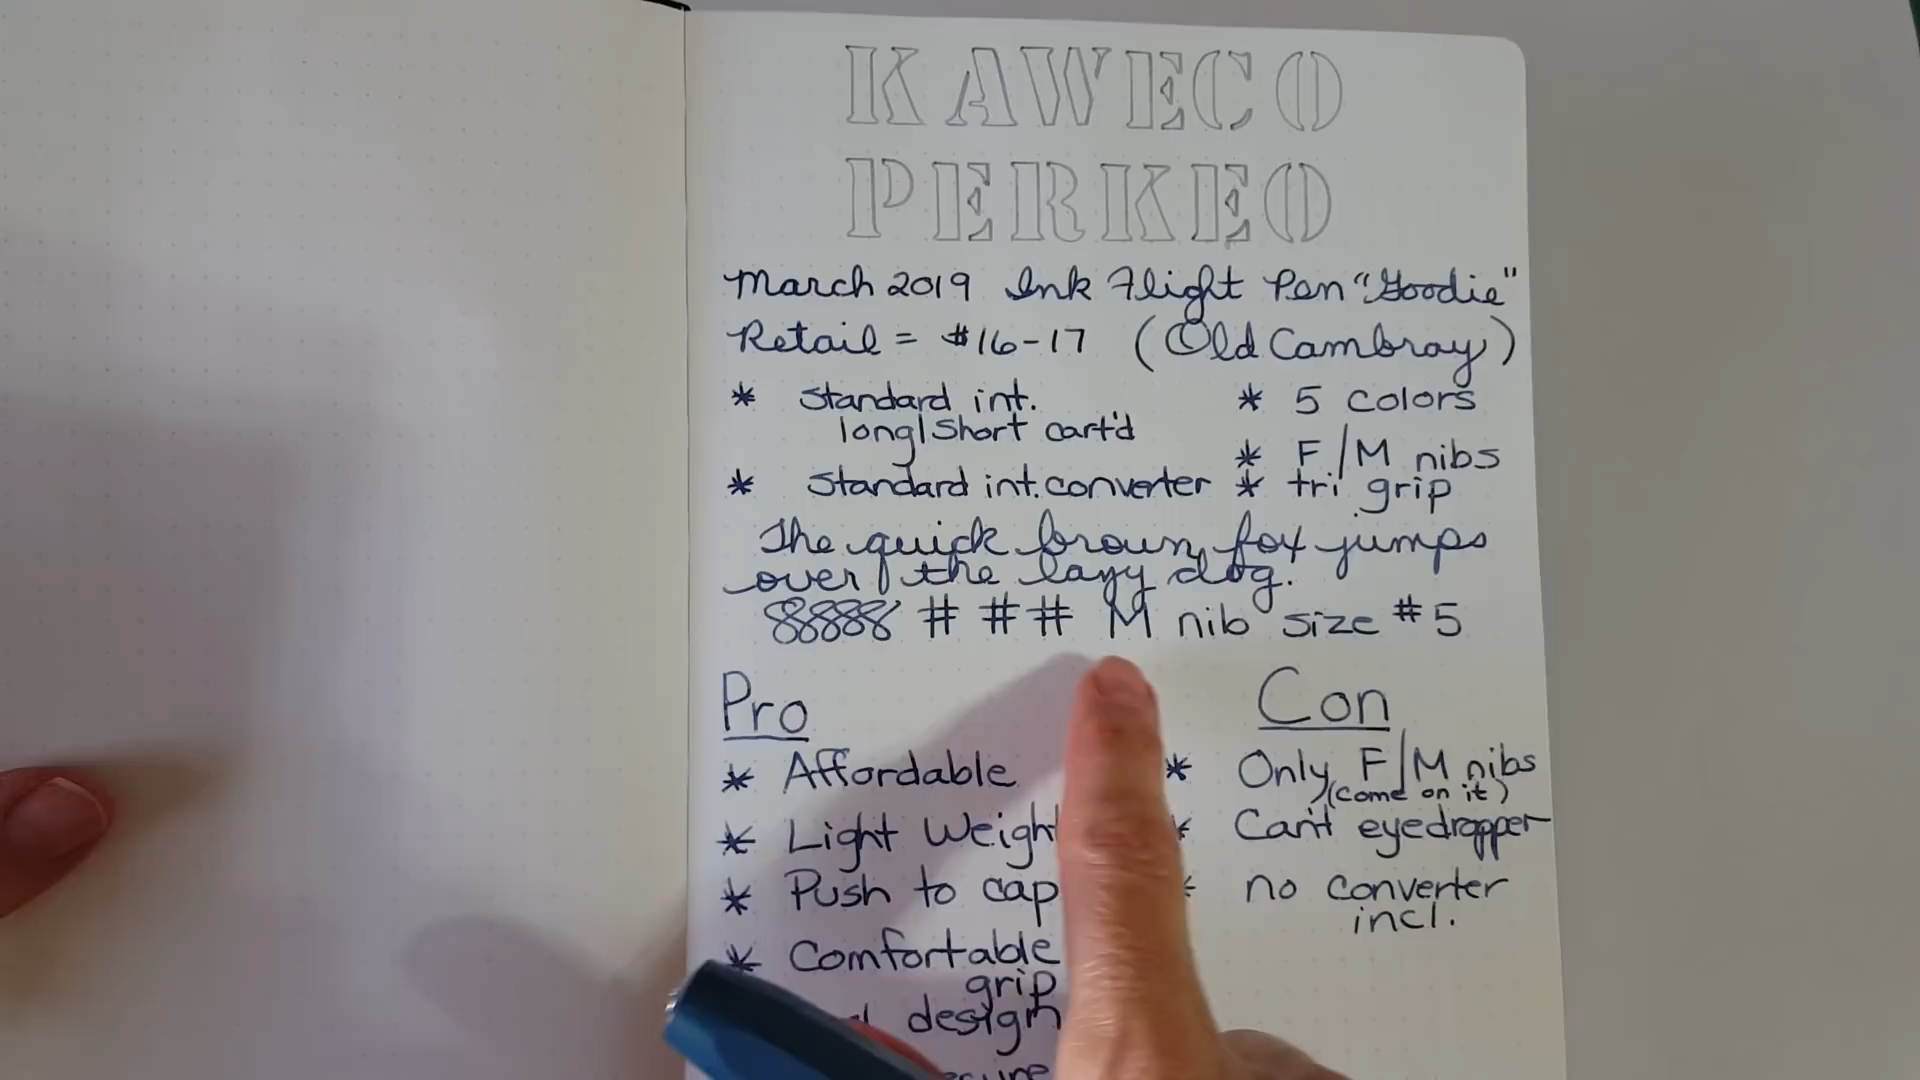 KAWECO
PERKEO
March 2019 Ink Flight Pen "Goodie"
Retail = $16-17 (Old Cambray)
* Standard int. long/short cart'd
* Standard int. converter
* 5 colors
* F/M nibs
* tri grip
The quick brown fox jumps
over the lazy dog.
88888 # # # M nib size #5
Pro
* Affordable
* Light Weight
* Push to cap
* Comfortable
grip
design
Con
* Only F/M nibs
(come on it)
* Can't eyedropper
* no converter
incl.